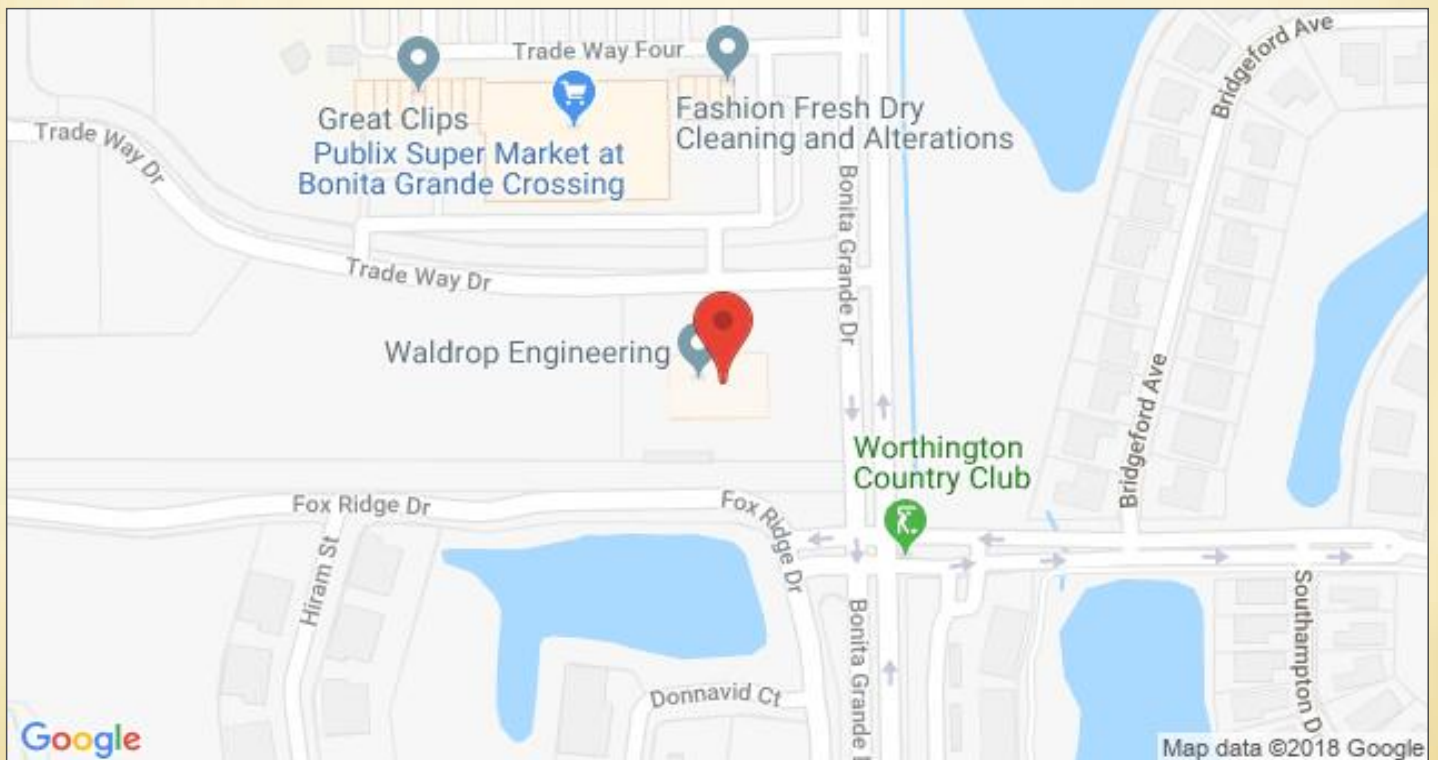 Trade Way Four
Bridgeford Ave
Great Clips
Fashion Fresh Dry
Cleaning and Alterations
Trade Way Dr
Publix Super Market at
Bonita Grande Crossing
Bonita Grande Dr
Trade Way Dr
Waldrop Engineering
Bridgeford Ave
Worthington
Country Club
Fox Ridge Dr
Fox Ridge Dr
Hiram St
Southampton D
Bonita Grande
Donnavid Ct
Google
Map data ©2018 Google